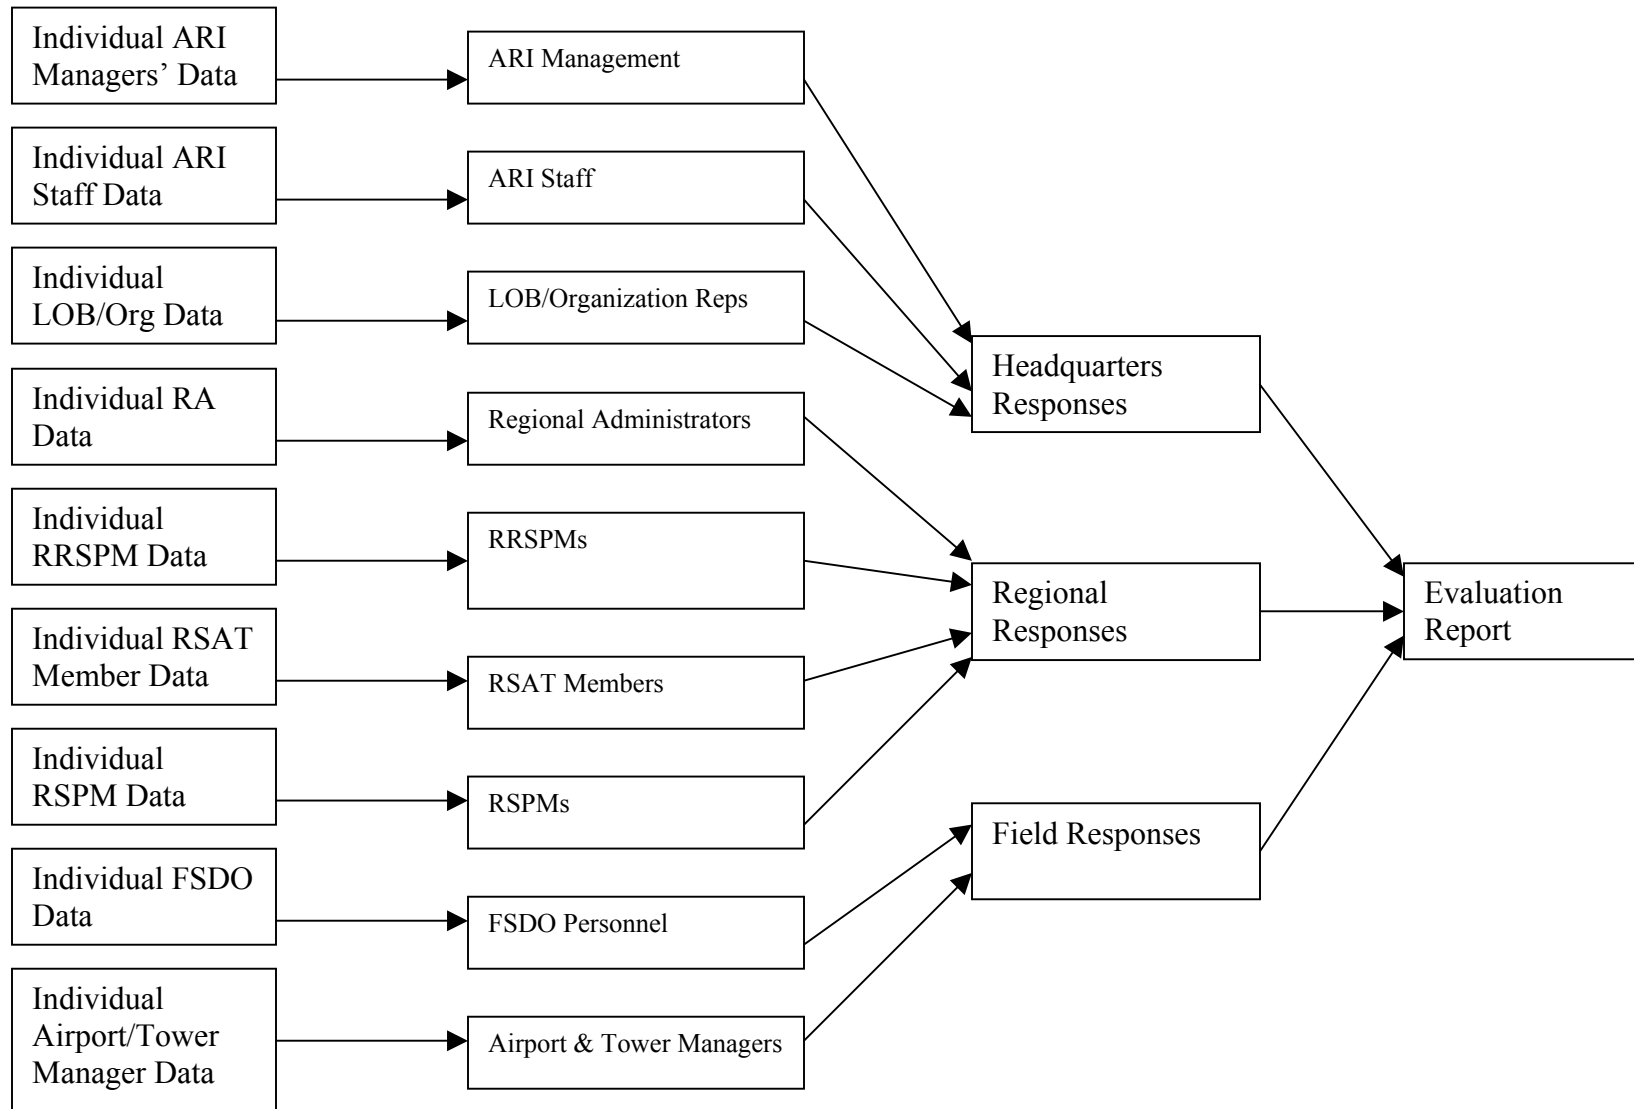 Individual ARI
Managers’ Data
ARI Management
Individual ARI
Staff Data
ARI Staff
Individual
LOB/Org Data
LOB/Organization Reps
Headquarters
Responses
Individual RA
Data
Regional Administrators
Individual
RRSPM Data
RRSPMs
Regional
Responses
Evaluation
Report
Individual RSAT
Member Data
RSAT Members
Individual
RSPM Data
RSPMs
Field Responses
Individual FSDO
Data
FSDO Personnel
Individual
Airport/Tower
Manager Data
Airport & Tower Managers